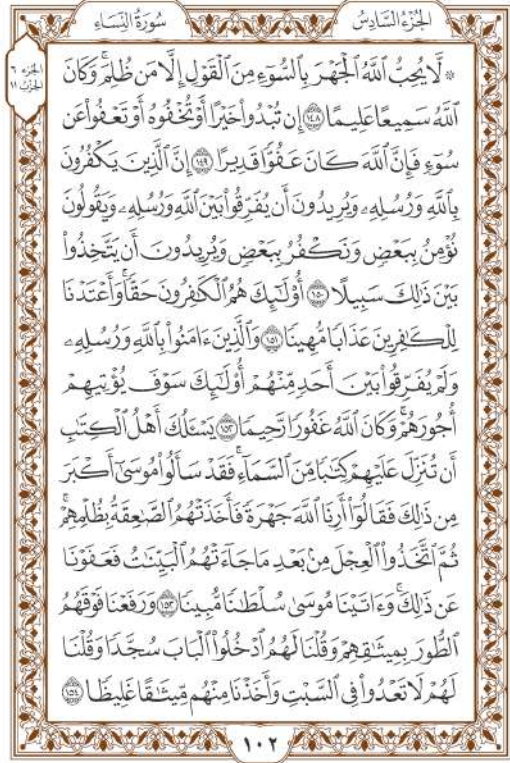 الجُزْءُ السَّادِسُ
سُورَةُ النِّسَاءِ
الجزء ٦
الحزب ١١
۞ لَّا يُحِبُّ ٱللَّهُ ٱلْجَهْرَ بِٱلسُّوٓءِ مِنَ ٱلْقَوْلِ إِلَّا مَن ظُلِمَۚ وَكَانَ
ٱللَّهُ سَمِيعًا عَلِيمًا ١٤٨ إِن تُبْدُوا۟ خَيْرًا أَوْ تُخْفُوهُ أَوْ تَعْفُوا۟ عَن
سُوٓءٍ فَإِنَّ ٱللَّهَ كَانَ عَفُوًّا قَدِيرًا ١٤٩ إِنَّ ٱلَّذِينَ يَكْفُرُونَ
بِٱللَّهِ وَرُسُلِهِۦ وَيُرِيدُونَ أَن يُفَرِّقُوا۟ بَيْنَ ٱللَّهِ وَرُسُلِهِۦ وَيَقُولُونَ
نُؤْمِنُ بِبَعْضٍ وَنَكْفُرُ بِبَعْضٍ وَيُرِيدُونَ أَن يَتَّخِذُوا۟
بَيْنَ ذَٰلِكَ سَبِيلًا ١٥٠ أُو۟لَٰٓئِكَ هُمُ ٱلْكَٰفِرُونَ حَقًّاۚ وَأَعْتَدْنَا
لِلْكَٰفِرِينَ عَذَابًا مُّهِينًا ١٥١ وَٱلَّذِينَ ءَامَنُوا۟ بِٱللَّهِ وَرُسُلِهِۦ
وَلَمْ يُفَرِّقُوا۟ بَيْنَ أَحَدٍ مِّنْهُمْ أُو۟لَٰٓئِكَ سَوْفَ يُؤْتِيهِمْ
أُجُورَهُمْۚ وَكَانَ ٱللَّهُ غَفُورًا رَّحِيمًا ١٥٢ يَسْـَٔلُكَ أَهْلُ ٱلْكِتَٰبِ
أَن تُنَزِّلَ عَلَيْهِمْ كِتَٰبًا مِّنَ ٱلسَّمَآءِۚ فَقَدْ سَأَلُوا۟ مُوسَىٰٓ أَكْبَرَ
مِن ذَٰلِكَ فَقَالُوٓا۟ أَرِنَا ٱللَّهَ جَهْرَةً فَأَخَذَتْهُمُ ٱلصَّٰعِقَةُ بِظُلْمِهِمْۚ
ثُمَّ ٱتَّخَذُوا۟ ٱلْعِجْلَ مِنۢ بَعْدِ مَا جَآءَتْهُمُ ٱلْبَيِّنَٰتُ فَعَفَوْنَا
عَن ذَٰلِكَۚ وَءَاتَيْنَا مُوسَىٰ سُلْطَٰنًا مُّبِينًا ١٥٣ وَرَفَعْنَا فَوْقَهُمُ
ٱلطُّورَ بِمِيثَٰقِهِمْ وَقُلْنَا لَهُمُ ٱدْخُلُوا۟ ٱلْبَابَ سُجَّدًا وَقُلْنَا
لَهُمْ لَا تَعْدُوا۟ فِى ٱلسَّبْتِ وَأَخَذْنَا مِنْهُم مِّيثَٰقًا غَلِيظًا ١٥٤
١٠٢